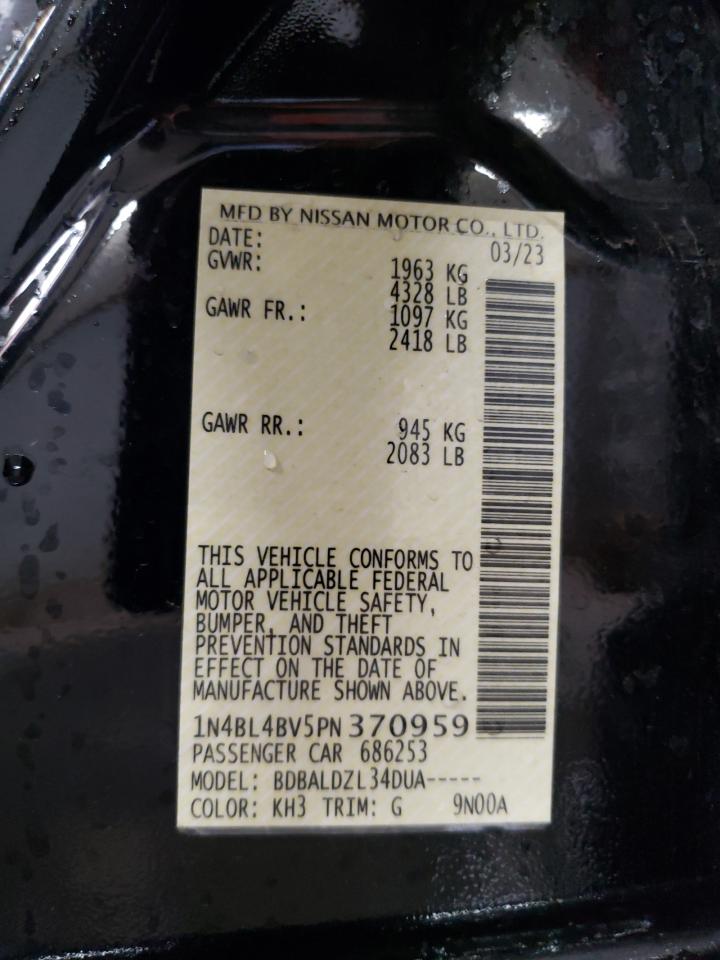 MFD BY NISSAN MOTOR CO., LTD.
DATE: 03/23
GVWR: 1963 KG
4328 LB
GAWR FR.: 1097 KG
2418 LB
GAWR RR.: 945 KG
2083 LB
THIS VEHICLE CONFORMS TO
ALL APPLICABLE FEDERAL
MOTOR VEHICLE SAFETY,
BUMPER, AND THEFT
PREVENTION STANDARDS IN
EFFECT ON THE DATE OF
MANUFACTURE SHOWN ABOVE.
1N4BL4BV5PN370959
PASSENGER CAR 686253
MODEL: BDBALDZL34DUA-----
COLOR: KH3 TRIM: G 9N00A